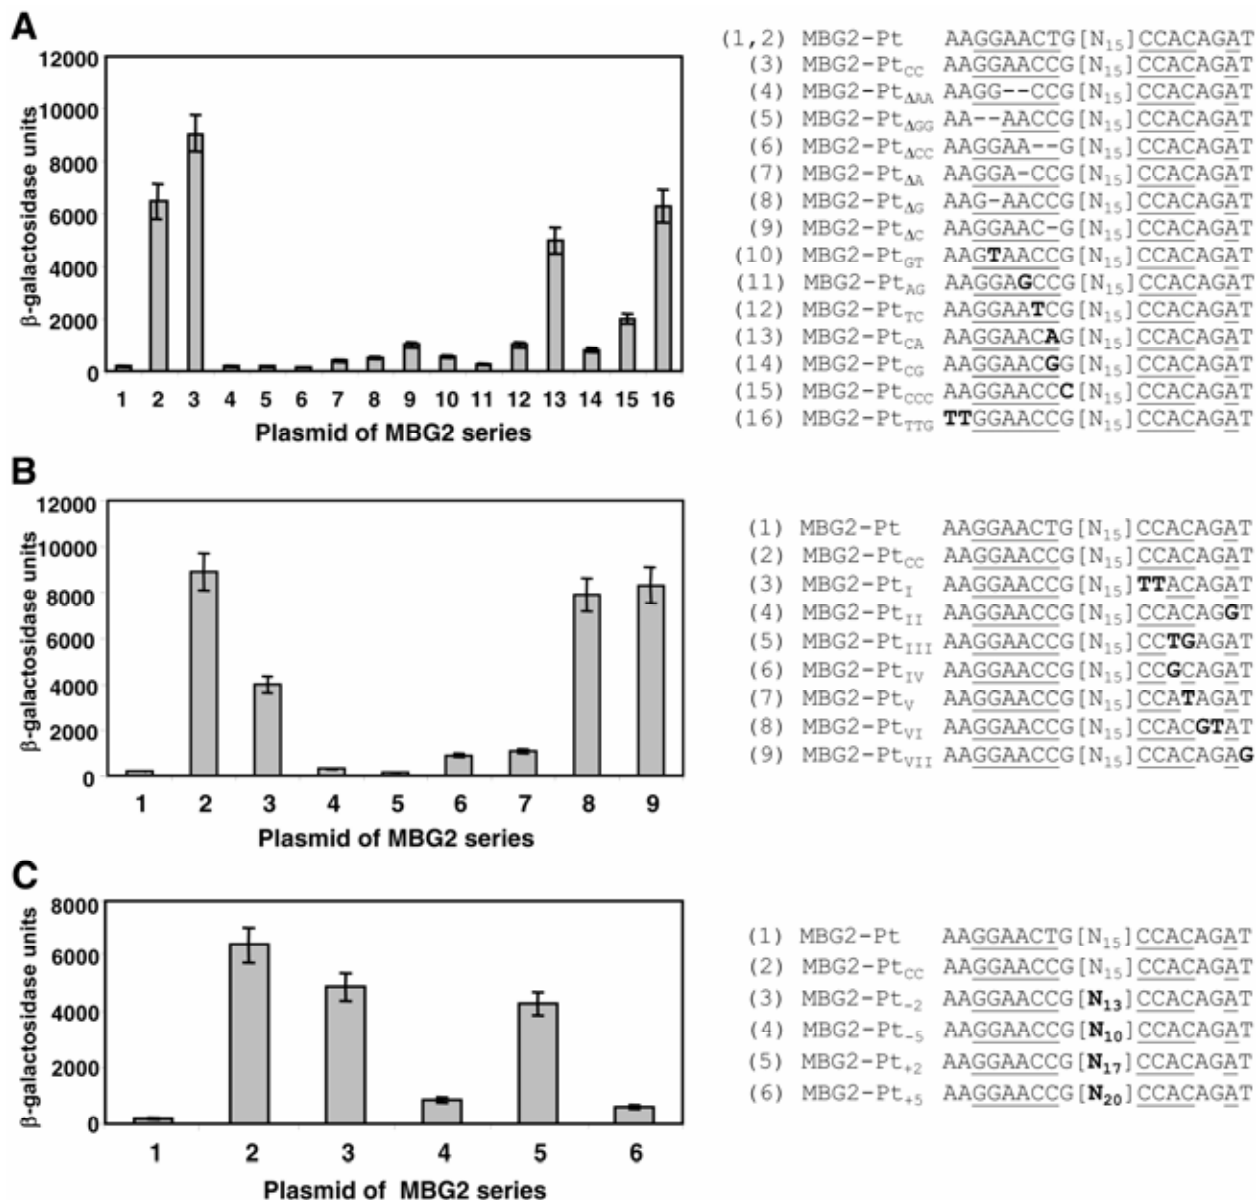 A
12000
10000
8000
6000
4000
2000
0
β-galactosidase units
1 2 3 4 5 6 7 8 9 10 11 12 13 14 15 16
Plasmid of MBG2 series
(1,2) MBG2-Pt AAGGAACTG[N15]CCACAGAT
(3) MBG2-PtCC AAGGAACCG[N15]CCACAGAT
(4) MBG2-PtΔAA AAGG--CCG[N15]CCACAGAT
(5) MBG2-PtΔGG AA--AACCG[N15]CCACAGAT
(6) MBG2-PtΔCC AAGGAA--G[N15]CCACAGAT
(7) MBG2-PtΔA AAGGA-CCG[N15]CCACAGAT
(8) MBG2-PtΔG AAG-AACCG[N15]CCACAGAT
(9) MBG2-PtΔC AAGGAAC-G[N15]CCACAGAT
(10) MBG2-PtGT AAGTAACCG[N15]CCACAGAT
(11) MBG2-PtAG AAGGAGCCG[N15]CCACAGAT
(12) MBG2-PtTC AAGGAATCG[N15]CCACAGAT
(13) MBG2-PtCA AAGGAACAG[N15]CCACAGAT
(14) MBG2-PtCG AAGGAACGG[N15]CCACAGAT
(15) MBG2-PtCCC AAGGAACCC[N15]CCACAGAT
(16) MBG2-PtTTG TTGGAACCG[N15]CCACAGAT
B
12000
10000
8000
6000
4000
2000
0
β-galactosidase units
1 2 3 4 5 6 7 8 9
Plasmid of MBG2 series
(1) MBG2-Pt AAGGAACTG[N15]CCACAGAT
(2) MBG2-PtCC AAGGAACCG[N15]CCACAGAT
(3) MBG2-PtI AAGGAACCG[N15]TTACAGAT
(4) MBG2-PtII AAGGAACCG[N15]CCACAGGT
(5) MBG2-PtIII AAGGAACCG[N15]CCTGAGAT
(6) MBG2-PtIV AAGGAACCG[N15]CCGCAGAT
(7) MBG2-PtV AAGGAACCG[N15]CCATAGAT
(8) MBG2-PtVI AAGGAACCG[N15]CCACGTAT
(9) MBG2-PtVII AAGGAACCG[N15]CCACAGAG
C
8000
6000
4000
2000
0
β-galactosidase units
1 2 3 4 5 6
Plasmid of MBG2 series
(1) MBG2-Pt AAGGAACTG[N15]CCACAGAT
(2) MBG2-PtCC AAGGAACCG[N15]CCACAGAT
(3) MBG2-Pt-2 AAGGAACCG[N13]CCACAGAT
(4) MBG2-Pt-5 AAGGAACCG[N10]CCACAGAT
(5) MBG2-Pt+2 AAGGAACCG[N17]CCACAGAT
(6) MBG2-Pt+5 AAGGAACCG[N20]CCACAGAT